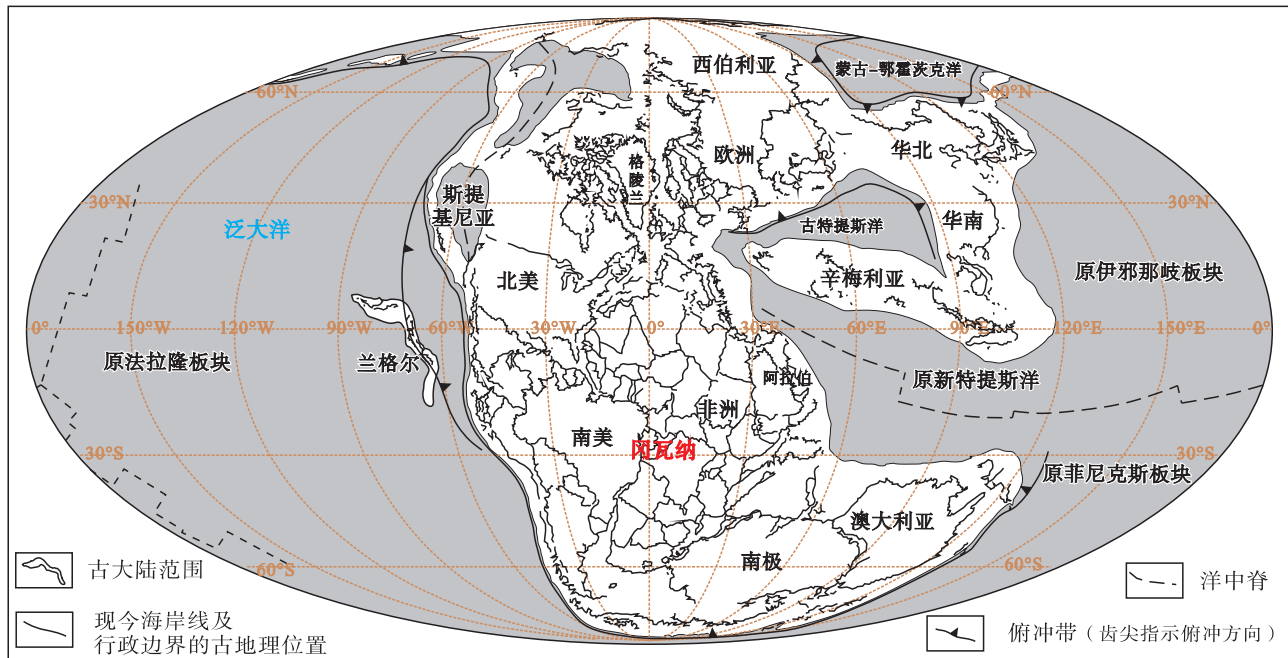 西伯利亚
蒙古–鄂霍茨克洋
60°N
60°N
格
陵
兰
欧洲
华北
斯提
基尼亚
30°N
30°N
泛大洋
古特提斯洋
华南
北美
辛梅利亚
原伊邪那岐板块
0°
150°W
120°W
90°W
60°W
30°W
0°
30°E
60°E
90°E
120°E
150°E
0°
原法拉隆板块
兰格尔
阿拉伯
原新特提斯洋
非洲
南美
冈瓦纳
30°S
30°S
原菲尼克斯板块
澳大利亚
南极
60°S
60°S
古大陆范围
洋中脊
现今海岸线及
行政边界的古地理位置
俯冲带（齿尖指示俯冲方向）